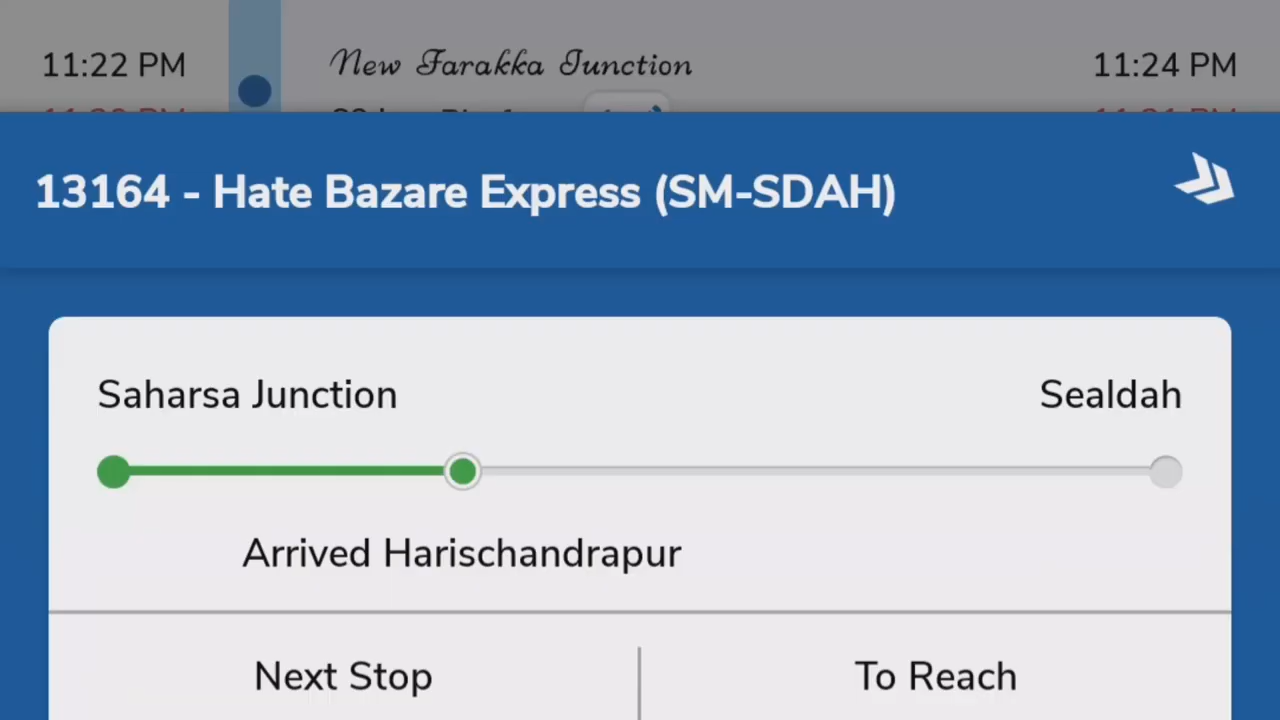 11:22 PM New Farakka Junction 11:24 PM
13164 - Hate Bazare Express (SM-SDAH)
Saharsa Junction Sealdah
Arrived Harischandrapur
Next Stop To Reach